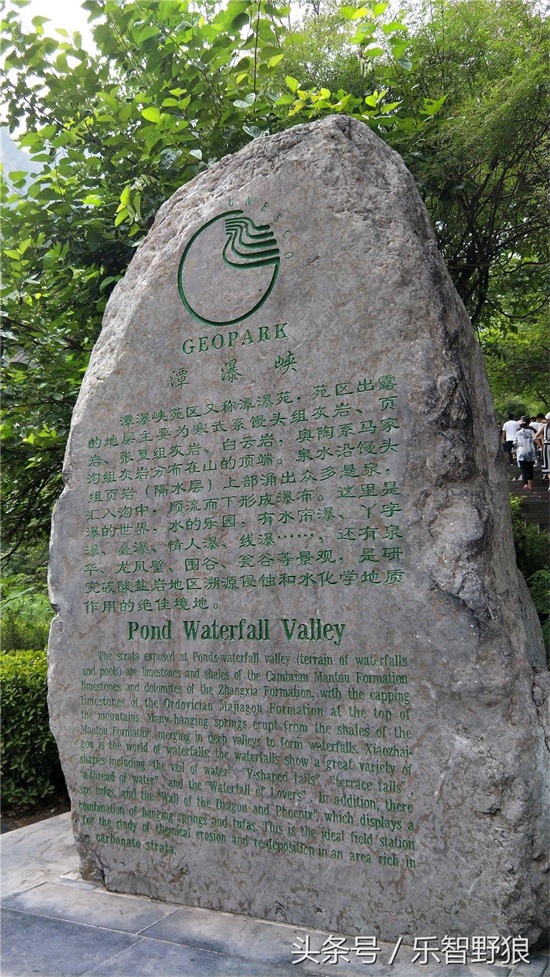 UNESCO
GEOPARK
潭瀑峡
潭瀑峡苑区又称潭瀑苑，苑区出露
的地层主要为寒武系馒头组灰岩、页
岩、张夏组灰岩、白云岩，奥陶系马家
沟组灰岩分布在山的顶端。泉水沿馒头
组页岩（隔水层）上部涌出众多悬泉，
汇入沟中，顺流而下形成瀑布。这里是
瀑的世界，水的乐园，有水帘瀑、丫字
瀑、叠瀑、情人瀑、线瀑……，还有泉
华、龙凤壁、围谷、瓮谷等景观，是研
究碳酸盐岩地区溯源侵蚀和水化学地质
作用的绝佳境地。
Pond Waterfall Valley
The strata exposed at Ponds-waterfall valley (terrain of waterfalls
and pools) are limestones and shales of the Cambrian Mantou Formation
limestones and dolomites of the Zhangxia Formation, with the capping
limestones of the Ordovician Majiagou Formation at the top of
the mountains. Many hanging springs erupt from the shales of the
Mantou Formation, emerging in deep valleys to form waterfalls. Xiaozhai-
gou is the world of waterfalls: the waterfalls show a great variety of
shapes including "the veil of water", "Y-shaped falls", "terrace falls",
"a thread of water", and the "Waterfall of Lovers". In addition, there
are tufas, and the "Wall of the Dragon and Phoenix", which displays a
combination of hanging springs and tufas. This is the ideal field station
for the study of chemical erosion and re-deposition in an area rich in
carbonate strata.
头条号 / 乐智野狼